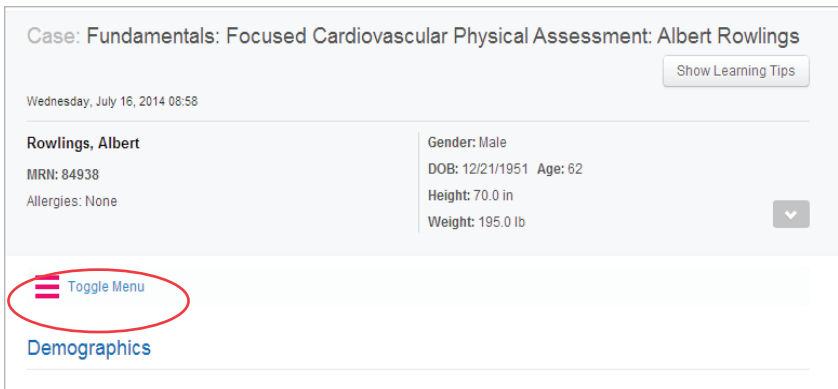 Case: Fundamentals: Focused Cardiovascular Physical Assessment: Albert Rowlings
Show Learning Tips
Wednesday, July 16, 2014 08:58
Rowlings, Albert
MRN: 84938
Allergies: None
Gender: Male
DOB: 12/21/1951 Age: 62
Height: 70.0 in
Weight: 195.0 lb
Toggle Menu
Demographics